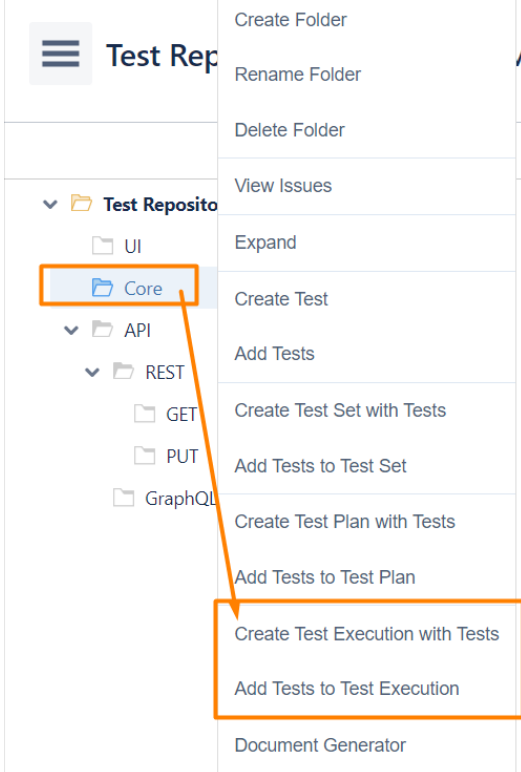 Test Rep
Test Reposito
UI
Core
API
REST
GET
PUT
GraphQL
Create Folder
Rename Folder
Delete Folder
View Issues
Expand
Create Test
Add Tests
Create Test Set with Tests
Add Tests to Test Set
Create Test Plan with Tests
Add Tests to Test Plan
Create Test Execution with Tests
Add Tests to Test Execution
Document Generator